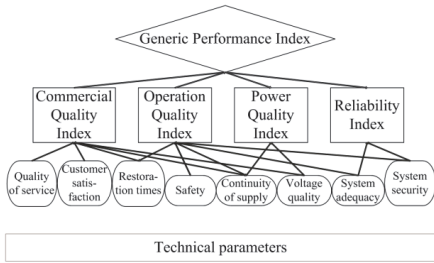 Generic Performance Index
Commercial
Quality
Index
Operation
Quality
Index
Power
Quality
Index
Reliability
Index
Quality
of service
Customer
satis-
faction
Restora-
tion times
Safety
Continuity
of supply
Voltage
quality
System
adequacy
System
security
Technical parameters